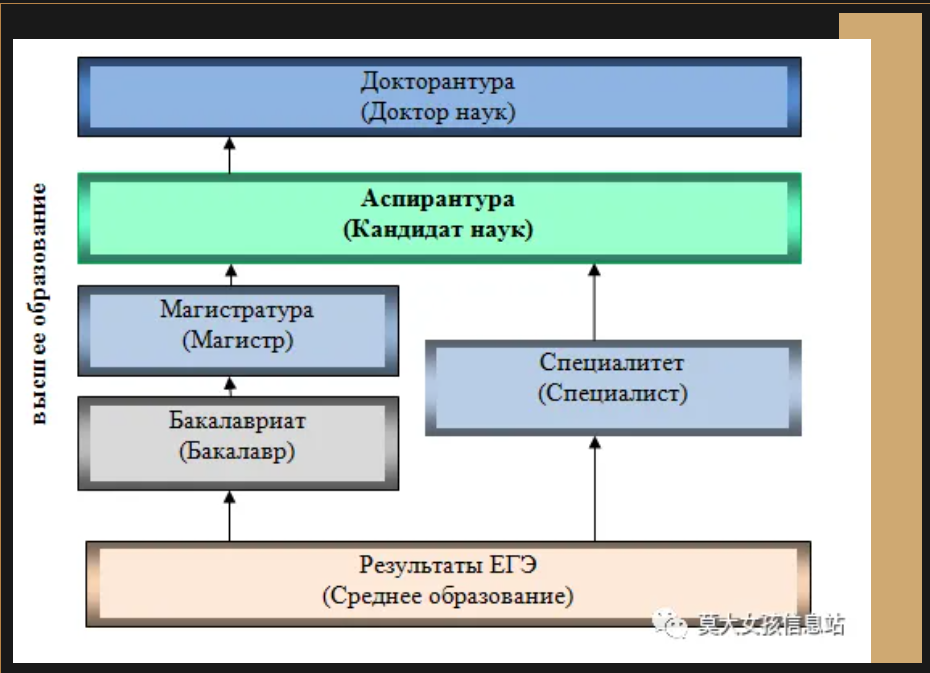 Докторантура
(Доктор наук)
Аспирантура
(Кандидат наук)
высшее образование
Магистратура
(Магистр)
Специалитет
(Специалист)
Бакалавриат
(Бакалавр)
Результаты ЕГЭ
(Среднее образование)
莫大女孩信息站